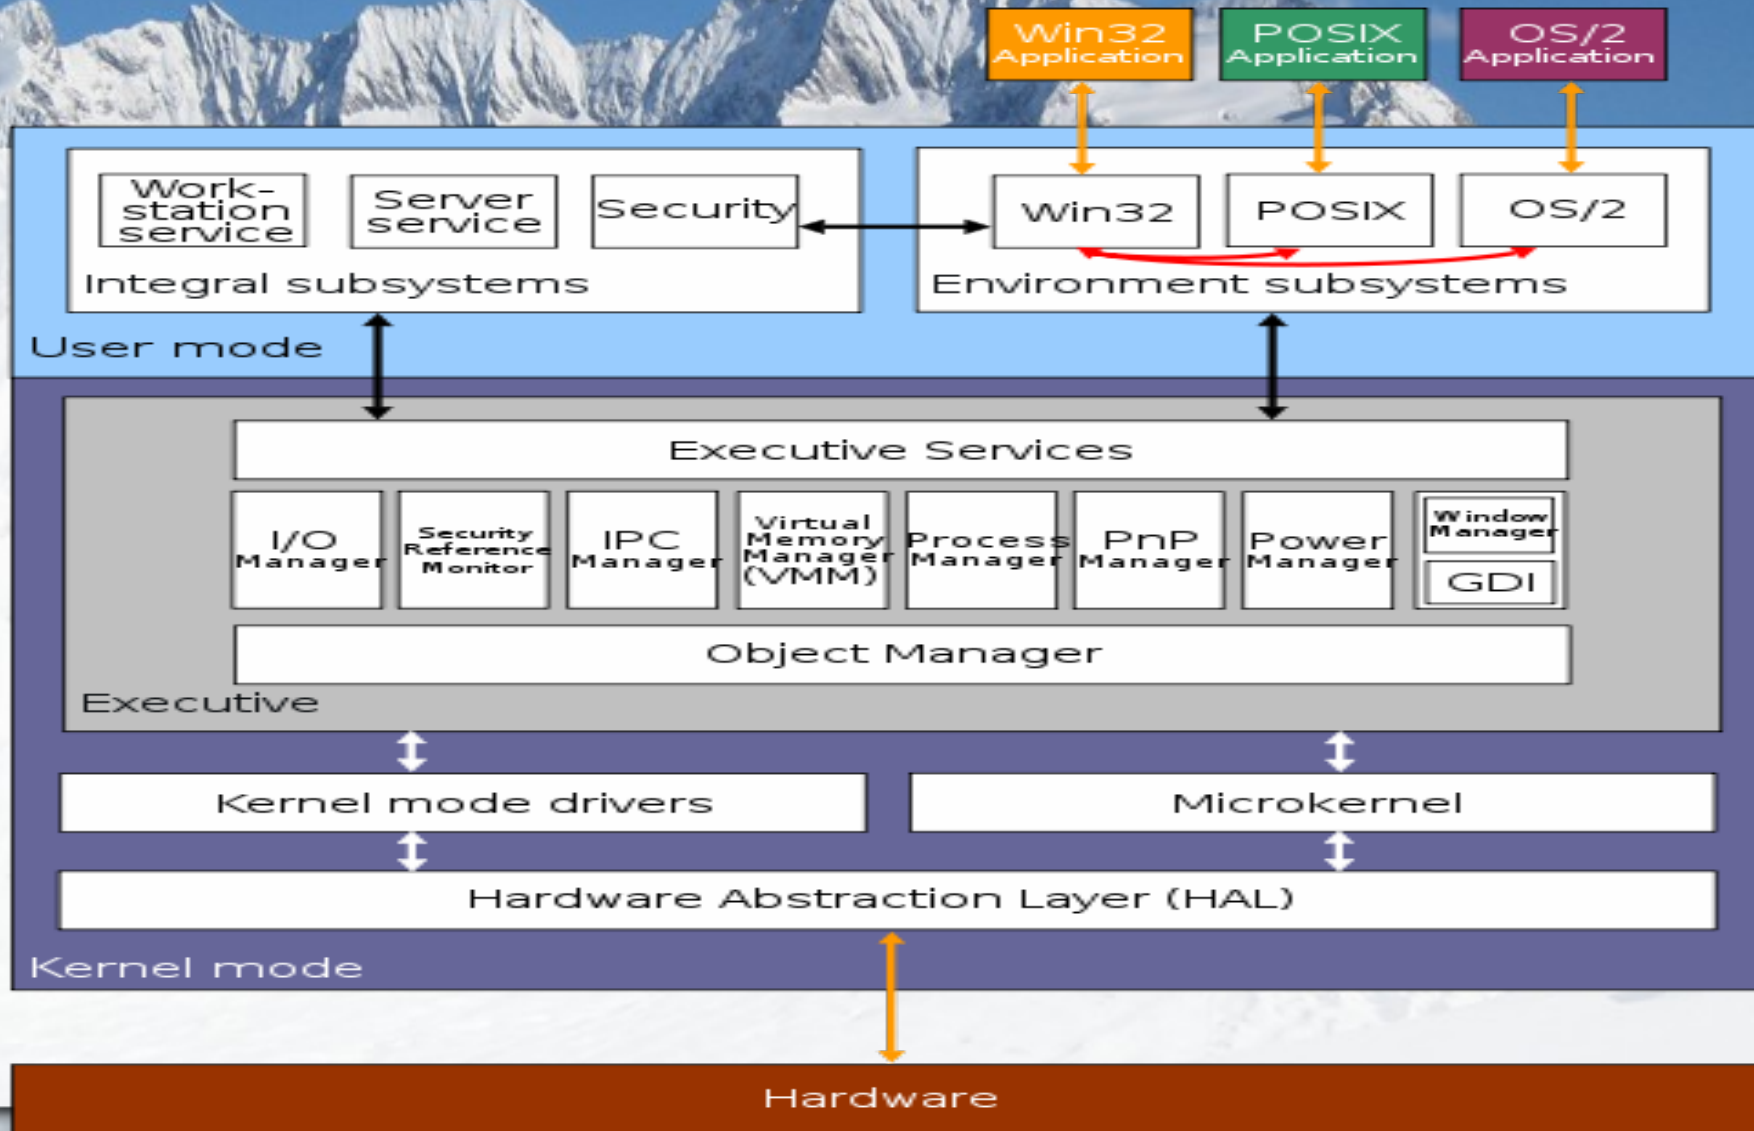 Win32
Application
POSIX
Application
OS/2
Application
Work-
station
service
Server
service
Security
Integral subsystems
Win32
POSIX
OS/2
Environment subsystems
User mode
Executive Services
I/O
Manager
Security
Reference
Monitor
IPC
Manager
Virtual
Memory
Manager
(VMM)
Process
Manager
PnP
Manager
Power
Manager
Window
Manager
GDI
Object Manager
Executive
Kernel mode drivers
Microkernel
Hardware Abstraction Layer (HAL)
Kernel mode
Hardware